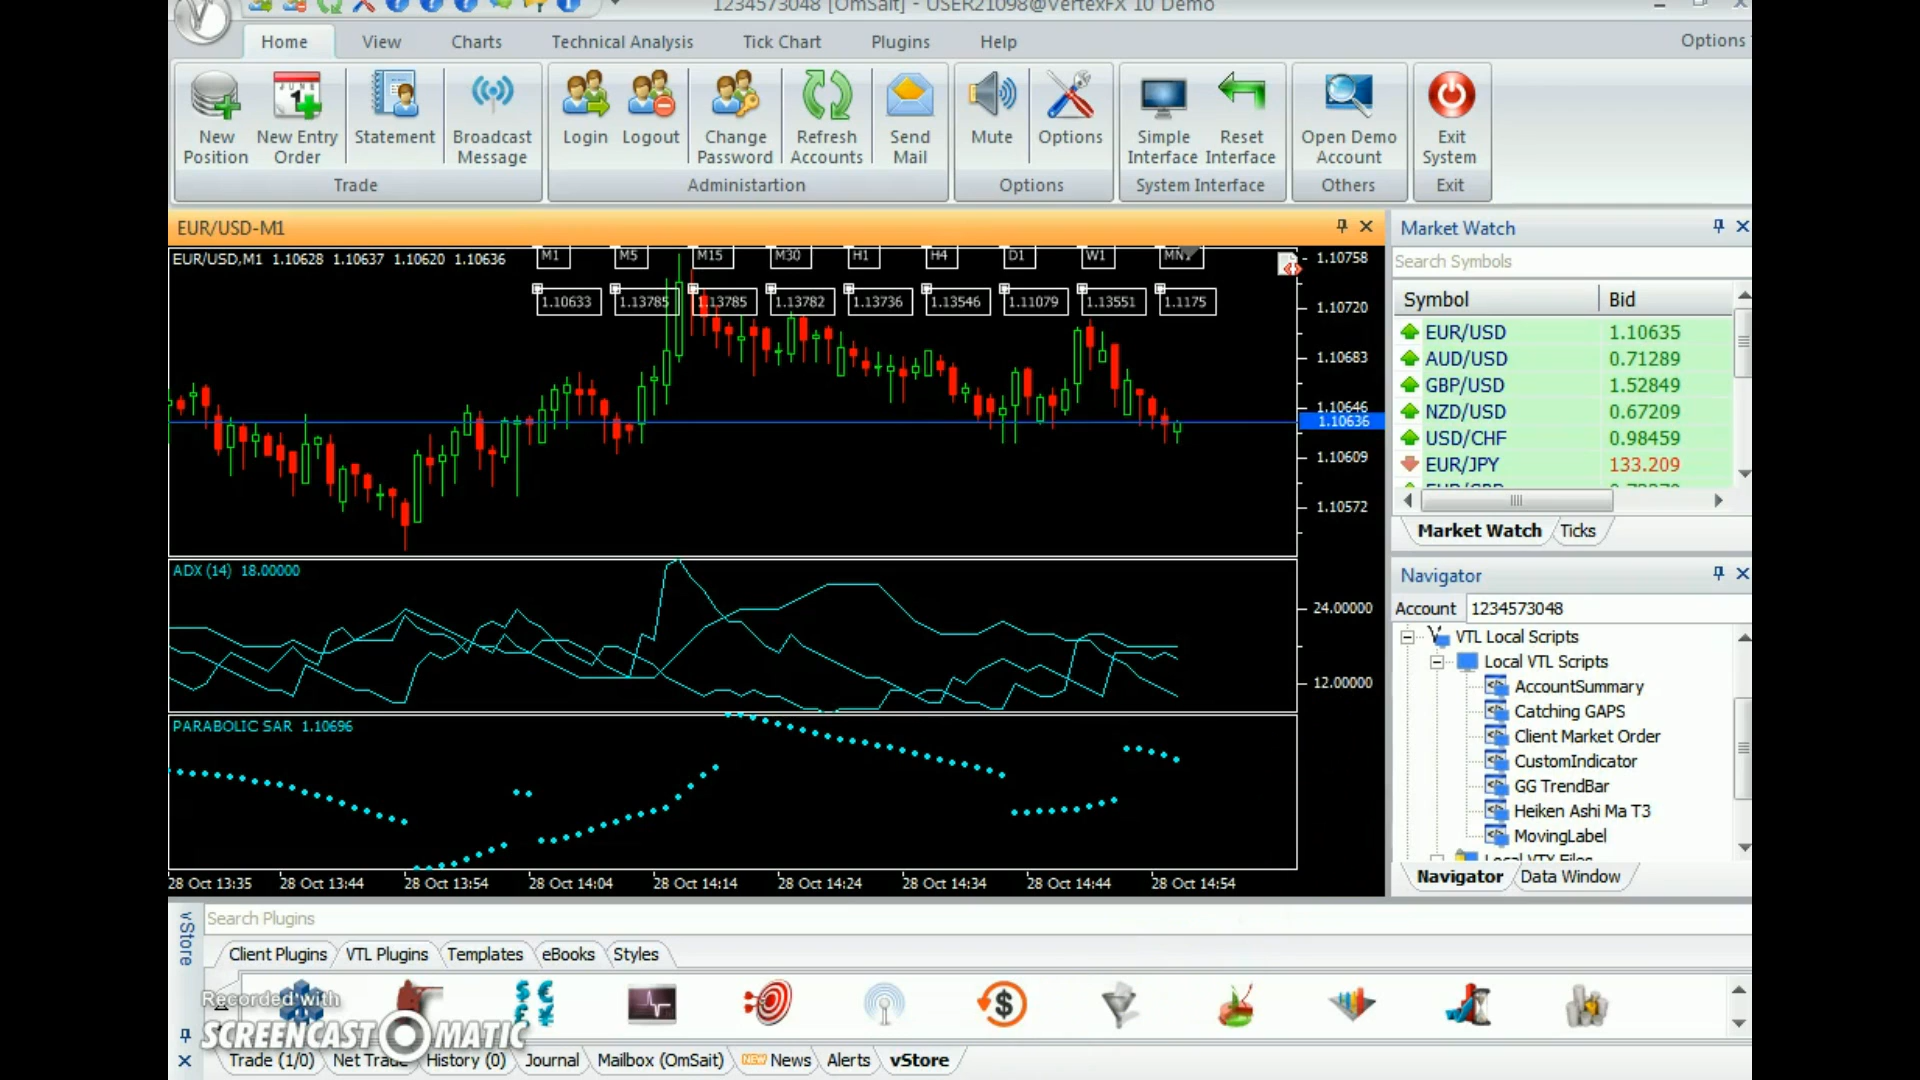 1234573048 [OmSait] - USER21098@VertexFX 10 Demo
Home View Charts Technical Analysis Tick Chart Plugins Help Options
New Position
New Entry Order
Statement
Broadcast Message
Login
Logout
Change Password
Refresh Accounts
Send Mail
Mute
Options
Simple Interface
Reset Interface
Open Demo Account
Exit System
Trade Administartion Options System Interface Others Exit
EUR/USD-M1
EUR/USD,M1 1.10628 1.10637 1.10620 1.10636
M1 M5 M15 M30 H1 H4 D1 W1
1.10633 1.13785 1.13785 1.13782 1.13736 1.13546 1.11079 1.13551 1.1175
1.10758
1.10720
1.10683
1.10646
1.10636
1.10609
1.10572
ADX (14) 18.00000
24.00000
12.00000
PARABOLIC SAR 1.10696
28 Oct 13:35 28 Oct 13:44 28 Oct 13:54 28 Oct 14:04 28 Oct 14:14 28 Oct 14:24 28 Oct 14:34 28 Oct 14:44 28 Oct 14:54
Market Watch
Search Symbols
Symbol Bid
EUR/USD 1.10635
AUD/USD 0.71289
GBP/USD 1.52849
NZD/USD 0.67209
USD/CHF 0.98459
EUR/JPY 133.209
Market Watch Ticks
Navigator
Account 1234573048
VTL Local Scripts
Local VTL Scripts
AccountSummary
Catching GAPS
Client Market Order
CustomIndicator
GG TrendBar
Heiken Ashi Ma T3
MovingLabel
Local VTX Files
Navigator Data Window
vStore
Search Plugins
Client Plugins VTL Plugins Templates eBooks Styles
Recorded with
SCREENCAST O MATIC
Trade (1/0) Net Trade History (0) Journal Mailbox (OmSait) NEW News Alerts vStore